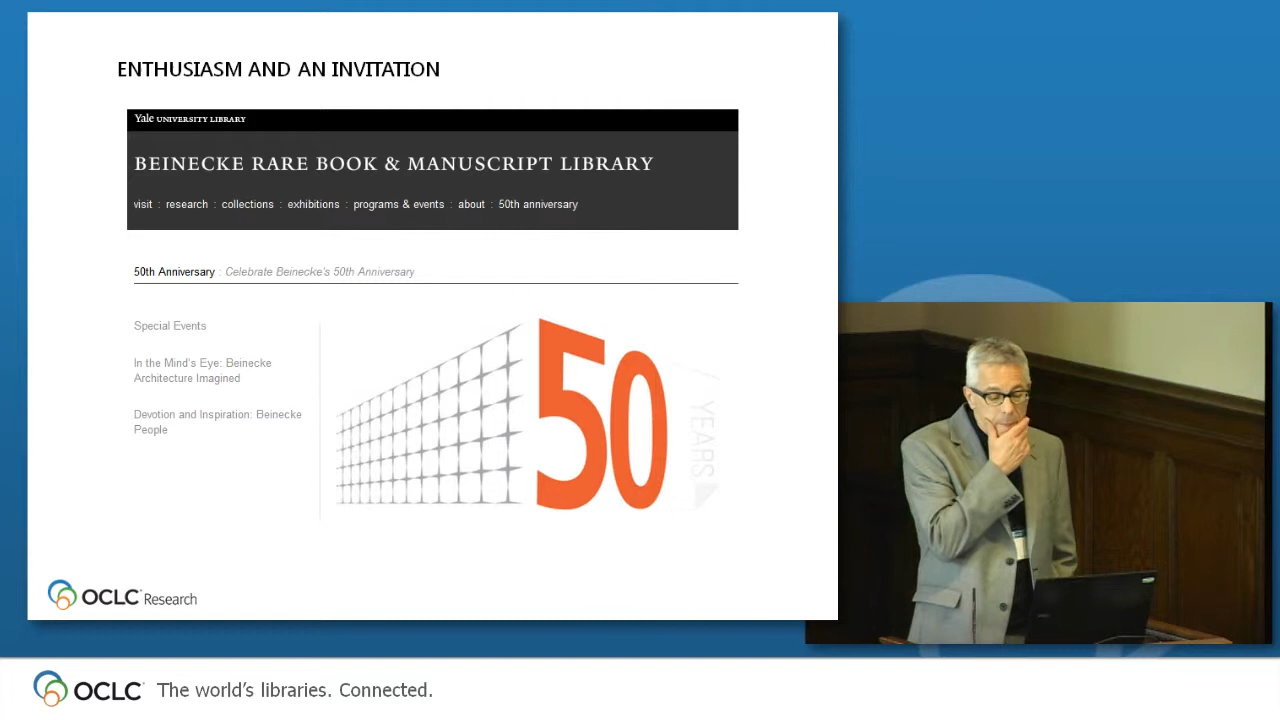 ENTHUSIASM AND AN INVITATION
Yale UNIVERSITY LIBRARY
BEINECKE RARE BOOK & MANUSCRIPT LIBRARY
visit : research : collections : exhibitions : programs & events : about : 50th anniversary
50th Anniversary : Celebrate Beinecke's 50th Anniversary
Special Events
In the Mind's Eye: Beinecke
Architecture Imagined
Devotion and Inspiration: Beinecke
People
50
YEARS
OCLC Research
OCLC The world's libraries. Connected.